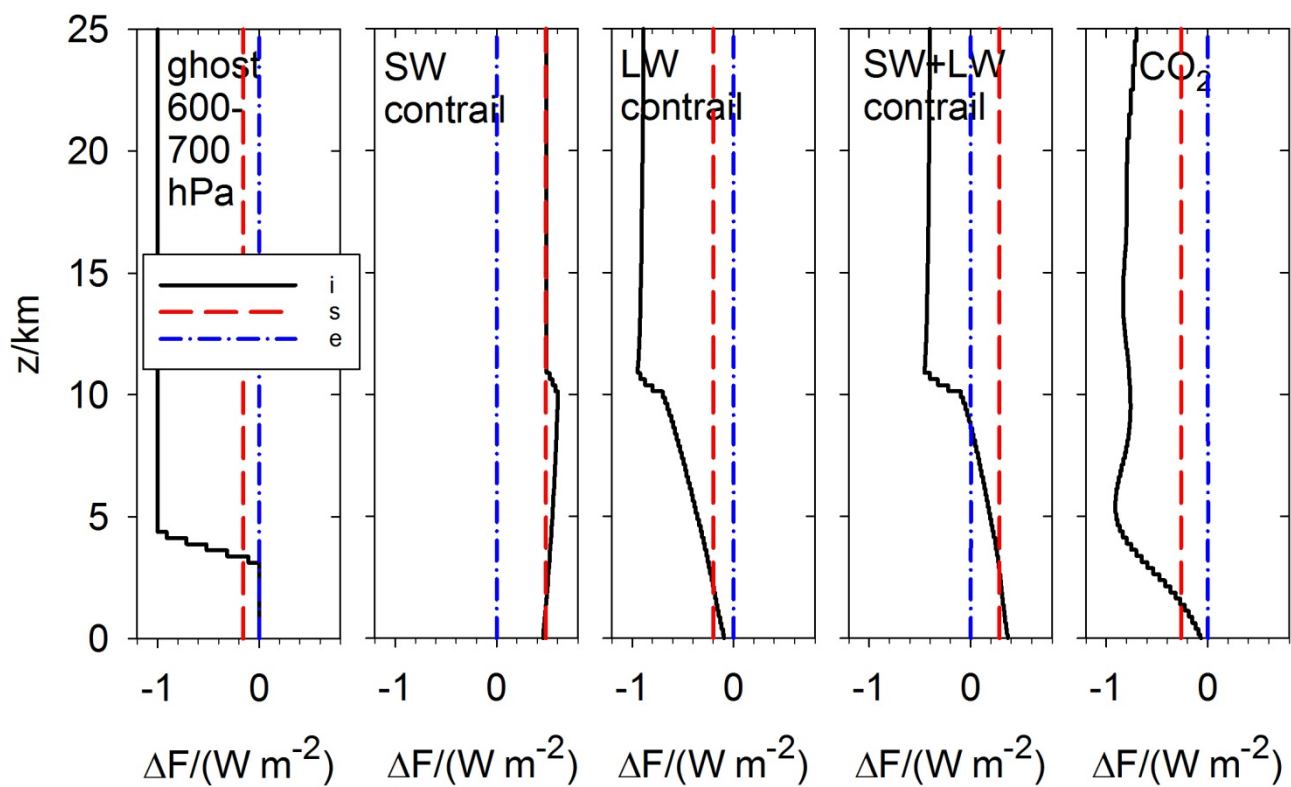 25
20
15
10
5
0
z/km
ghost
600-
700
hPa
SW
contrail
LW
contrail
SW+LW
contrail
CO2
i
s
e
-1 0 -1 0 -1 0 -1 0 -1 0
ΔF/(W m-2) ΔF/(W m-2) ΔF/(W m-2) ΔF/(W m-2) ΔF/(W m-2)